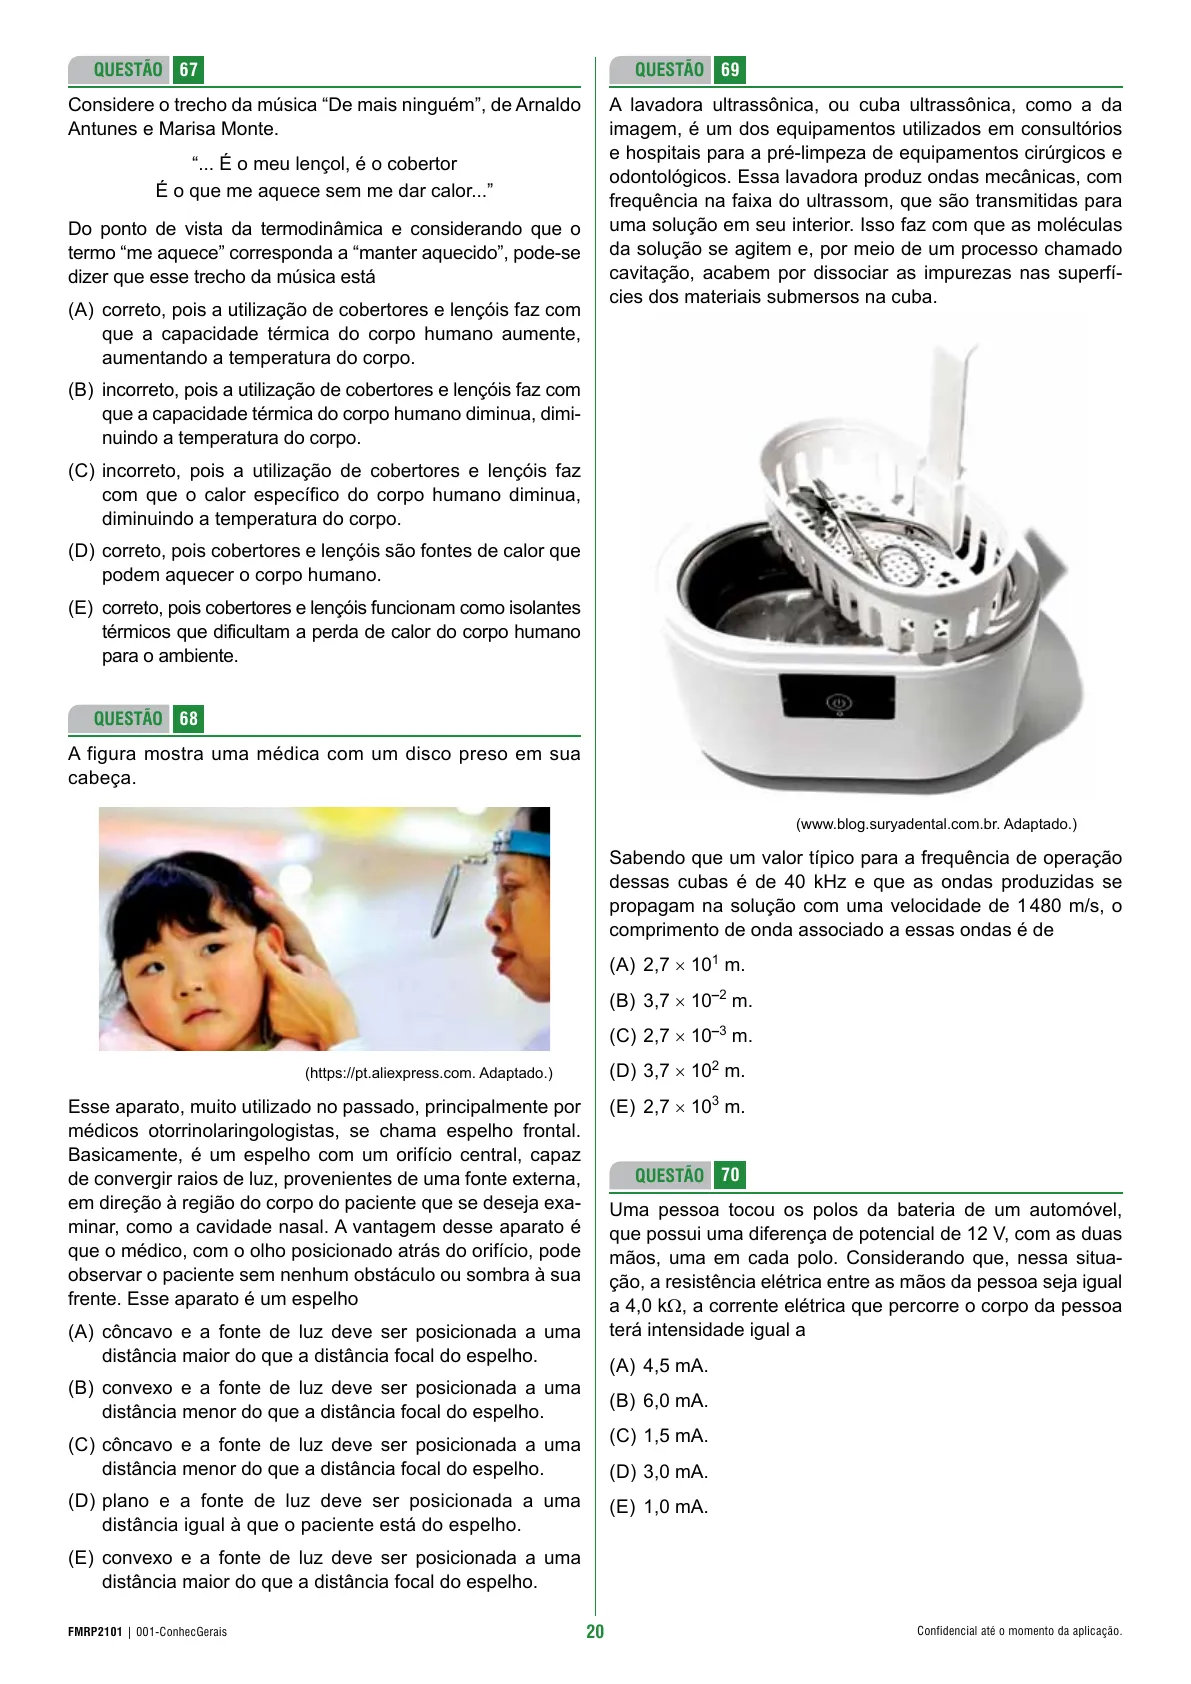 QUESTÃO 67
Considere o trecho da música “De mais ninguém”, de Arnaldo
Antunes e Marisa Monte.
“... É o meu lençol, é o cobertor
É o que me aquece sem me dar calor...”
Do ponto de vista da termodinâmica e considerando que o
termo “me aquece” corresponda a “manter aquecido”, pode-se
dizer que esse trecho da música está
(A) correto, pois a utilização de cobertores e lençóis faz com
que a capacidade térmica do corpo humano aumente,
aumentando a temperatura do corpo.
(B) incorreto, pois a utilização de cobertores e lençóis faz com
que a capacidade térmica do corpo humano diminua, dimi-
nuindo a temperatura do corpo.
(C) incorreto, pois a utilização de cobertores e lençóis faz
com que o calor específico do corpo humano diminua,
diminuindo a temperatura do corpo.
(D) correto, pois cobertores e lençóis são fontes de calor que
podem aquecer o corpo humano.
(E) correto, pois cobertores e lençóis funcionam como isolantes
térmicos que dificultam a perda de calor do corpo humano
para o ambiente.
QUESTÃO 68
A figura mostra uma médica com um disco preso em sua
cabeça.
(https://pt.aliexpress.com. Adaptado.)
Esse aparato, muito utilizado no passado, principalmente por
médicos otorrinolaringologistas, se chama espelho frontal.
Basicamente, é um espelho com um orifício central, capaz
de convergir raios de luz, provenientes de uma fonte externa,
em direção à região do corpo do paciente que se deseja exa-
minar, como a cavidade nasal. A vantagem desse aparato é
que o médico, com o olho posicionado atrás do orifício, pode
observar o paciente sem nenhum obstáculo ou sombra à sua
frente. Esse aparato é um espelho
(A) côncavo e a fonte de luz deve ser posicionada a uma
distância maior do que a distância focal do espelho.
(B) convexo e a fonte de luz deve ser posicionada a uma
distância menor do que a distância focal do espelho.
(C) côncavo e a fonte de luz deve ser posicionada a uma
distância menor do que a distância focal do espelho.
(D) plano e a fonte de luz deve ser posicionada a uma
distância igual à que o paciente está do espelho.
(E) convexo e a fonte de luz deve ser posicionada a uma
distância maior do que a distância focal do espelho.
QUESTÃO 69
A lavadora ultrassônica, ou cuba ultrassônica, como a da
imagem, é um dos equipamentos utilizados em consultórios
e hospitais para a pré-limpeza de equipamentos cirúrgicos e
odontológicos. Essa lavadora produz ondas mecânicas, com
frequência na faixa do ultrassom, que são transmitidas para
uma solução em seu interior. Isso faz com que as moléculas
da solução se agitem e, por meio de um processo chamado
cavitação, acabem por dissociar as impurezas nas superfí-
cies dos materiais submersos na cuba.
(www.blog.suryadental.com.br. Adaptado.)
Sabendo que um valor típico para a frequência de operação
dessas cubas é de 40 kHz e que as ondas produzidas se
propagam na solução com uma velocidade de 1 480 m/s, o
comprimento de onda associado a essas ondas é de
(A) 2,7 × 10¹ m.
(B) 3,7 × 10⁻² m.
(C) 2,7 × 10⁻³ m.
(D) 3,7 × 10² m.
(E) 2,7 × 10³ m.
QUESTÃO 70
Uma pessoa tocou os polos da bateria de um automóvel,
que possui uma diferença de potencial de 12 V, com as duas
mãos, uma em cada polo. Considerando que, nessa situa-
ção, a resistência elétrica entre as mãos da pessoa seja igual
a 4,0 kΩ, a corrente elétrica que percorre o corpo da pessoa
terá intensidade igual a
(A) 4,5 mA.
(B) 6,0 mA.
(C) 1,5 mA.
(D) 3,0 mA.
(E) 1,0 mA.
FMRP2101 | 001-ConhecGerais
20
Confidencial até o momento da aplicação.